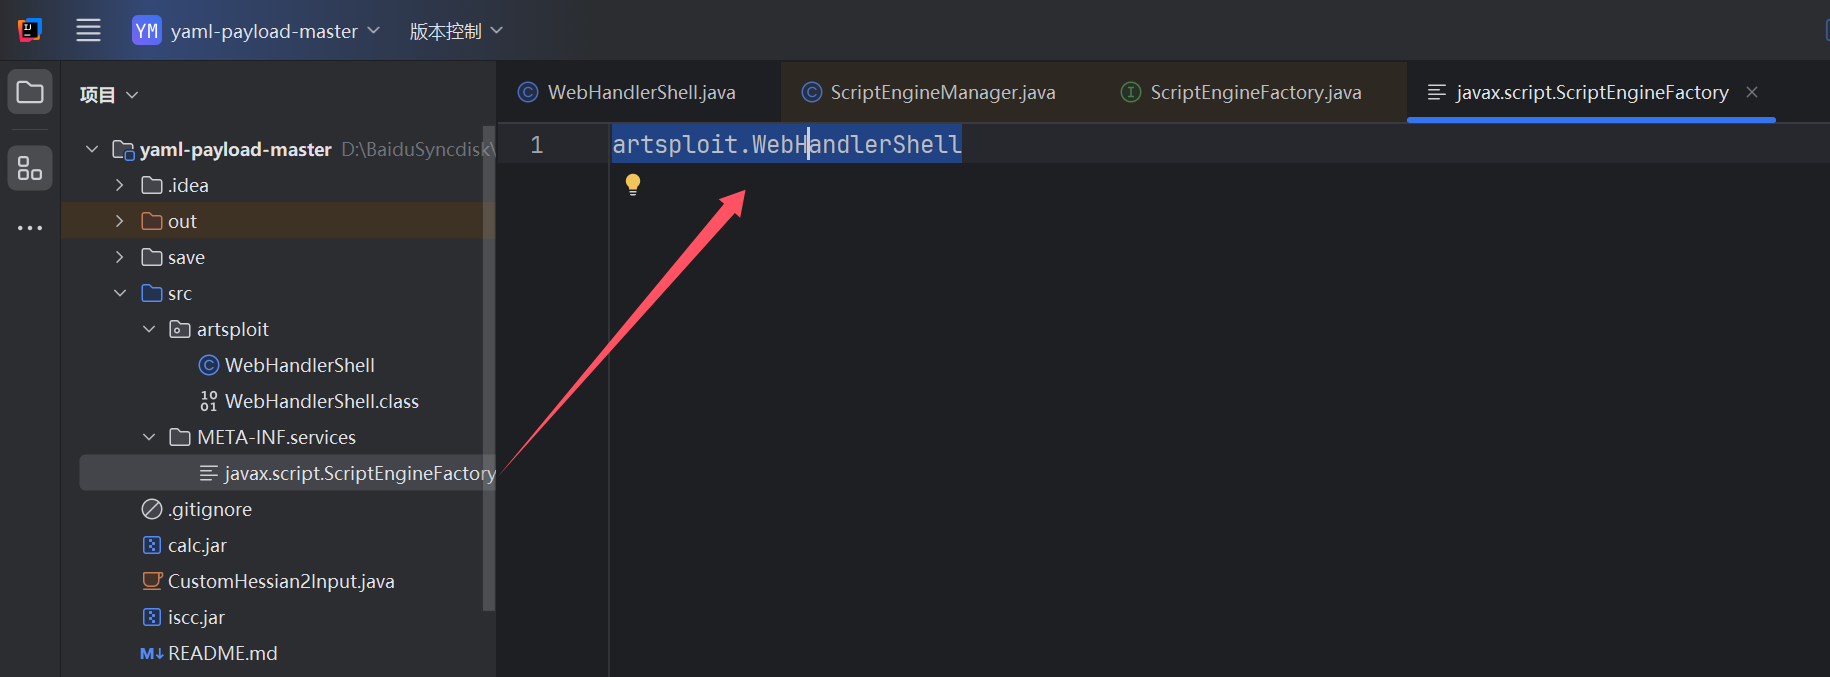 YM yaml-payload-master 版本控制
项目
WebHandlerShell.java ScriptEngineManager.java ScriptEngineFactory.java javax.script.ScriptEngineFactory
1 artsploit.WebHandlerShell
yaml-payload-master D:\BaiduSyncdisk\
.idea
out
save
src
artsploit
WebHandlerShell
WebHandlerShell.class
META-INF.services
javax.script.ScriptEngineFactory
.gitignore
calc.jar
CustomHessian2Input.java
iscc.jar
M↓ README.md